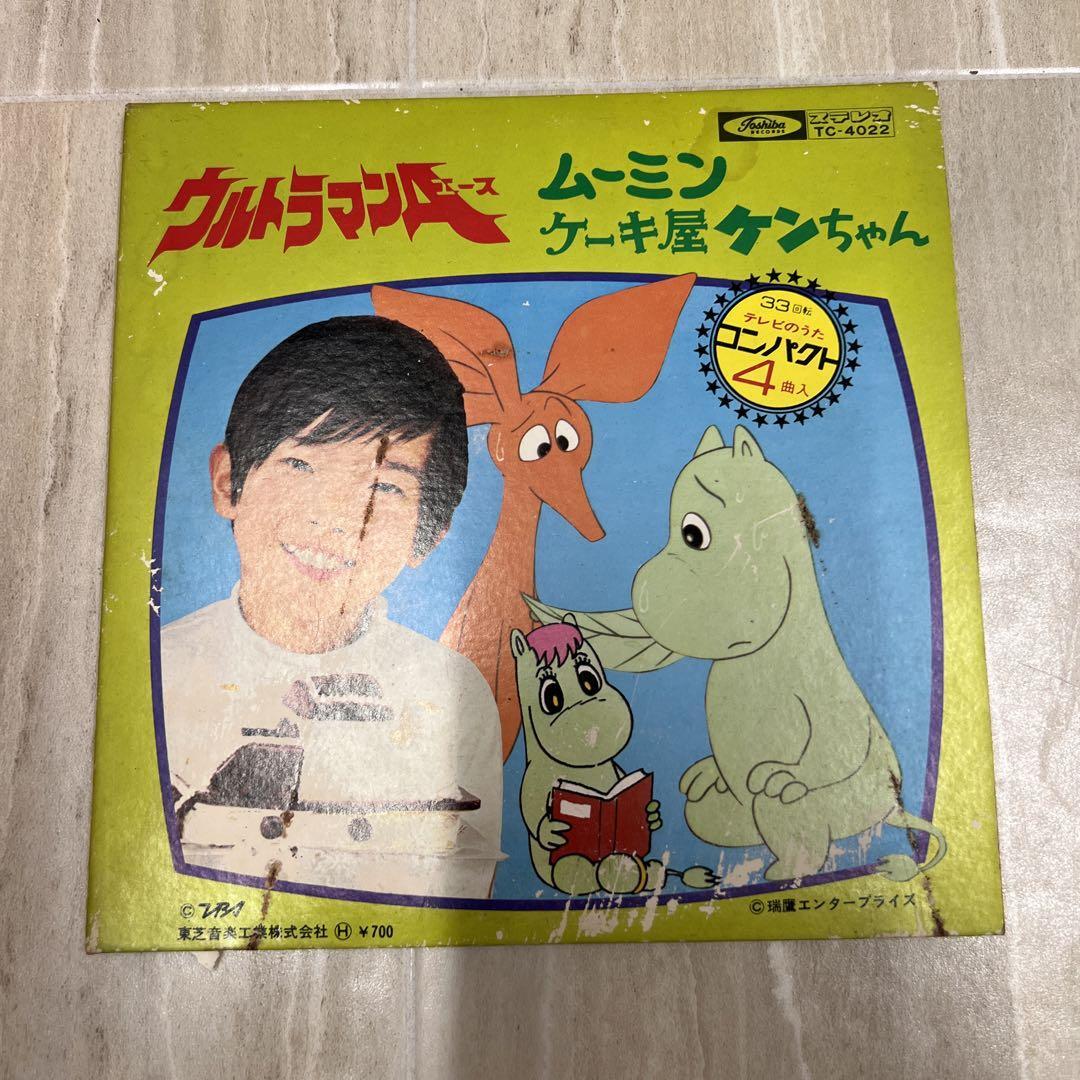 Toshiba
RECORDS
ステレオ
TC-4022
ウルトラマンA
エース
ムーミン
ケーキ屋ケンちゃん
33回転
テレビのうた
コンパクト
4曲入
© TBS
東芝音楽工業株式会社 Ⓗ ¥700
© 瑞鷹エンタープライズ